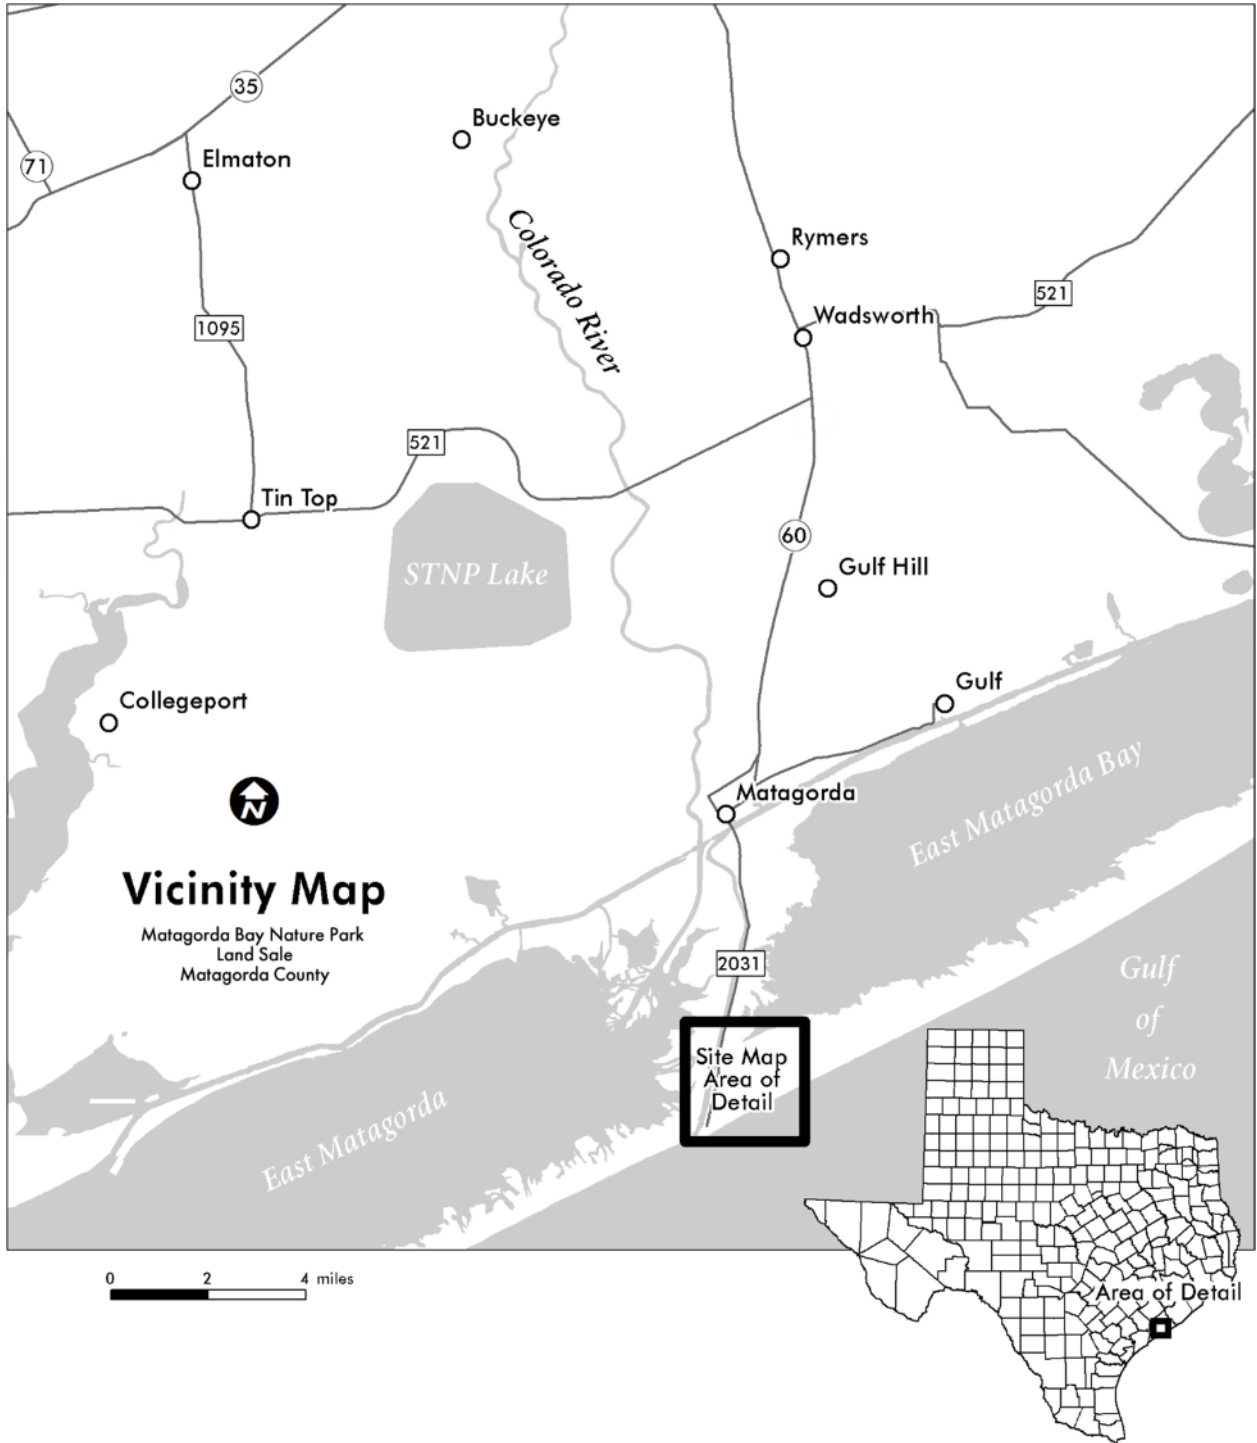 35
Buckeye
71
Elmaton
Colorado River
Rymers
521
1095
Wadsworth
521
Tin Top
60
STNP Lake
Gulf Hill
Collegeport
Gulf
N
Matagorda
East Matagorda Bay
Vicinity Map
Matagorda Bay Nature Park
Land Sale
Matagorda County
2031
Gulf
of
Mexico
Site Map
Area of
Detail
East Matagorda
0 2 4 miles
Area of Detail